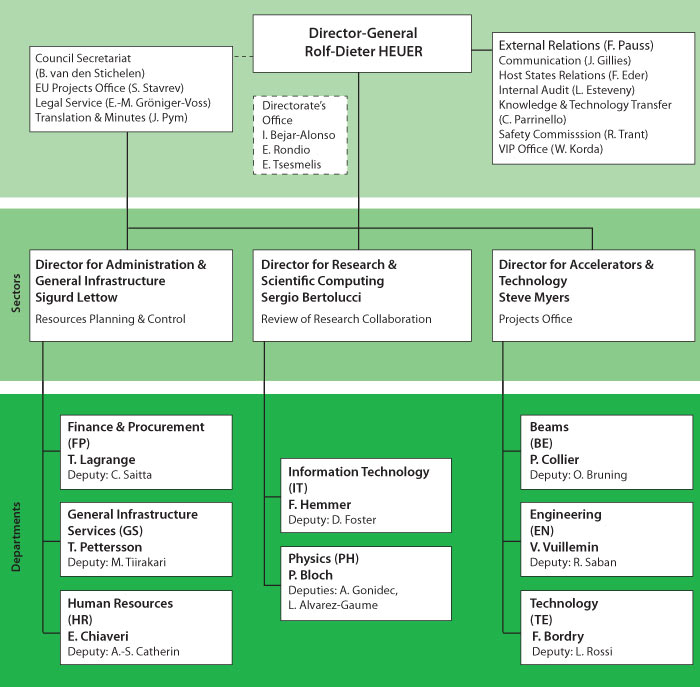 Director-General
Rolf-Dieter HEUER
Council Secretariat
(B. van den Stichelen)
EU Projects Office (S. Stavrev)
Legal Service (E.-M. Gröniger-Voss)
Translation & Minutes (J. Pym)
Directorate's
Office
I. Bejar-Alonso
E. Rondio
E. Tsesmelis
External Relations (F. Pauss)
Communication (J. Gillies)
Host States Relations (F. Eder)
Internal Audit (L. Esteveny)
Knowledge & Technology Transfer
(C. Parrinello)
Safety Commisssion (R. Trant)
VIP Office (W. Korda)
Sectors
Director for Administration &
General Infrastructure
Sigurd Lettow
Resources Planning & Control
Director for Research &
Scientific Computing
Sergio Bertolucci
Review of Research Collaboration
Director for Accelerators &
Technology
Steve Myers
Projects Office
Departments
Finance & Procurement
(FP)
T. Lagrange
Deputy: C. Saitta
General Infrastructure
Services (GS)
T. Pettersson
Deputy: M. Tiirakari
Human Resources
(HR)
E. Chiaveri
Deputy: A.-S. Catherin
Information Technology
(IT)
F. Hemmer
Deputy: D. Foster
Physics (PH)
P. Bloch
Deputies: A. Gonidec,
L. Alvarez-Gaume
Beams
(BE)
P. Collier
Deputy: O. Bruning
Engineering
(EN)
V. Vuillemin
Deputy: R. Saban
Technology
(TE)
F. Bordry
Deputy: L. Rossi